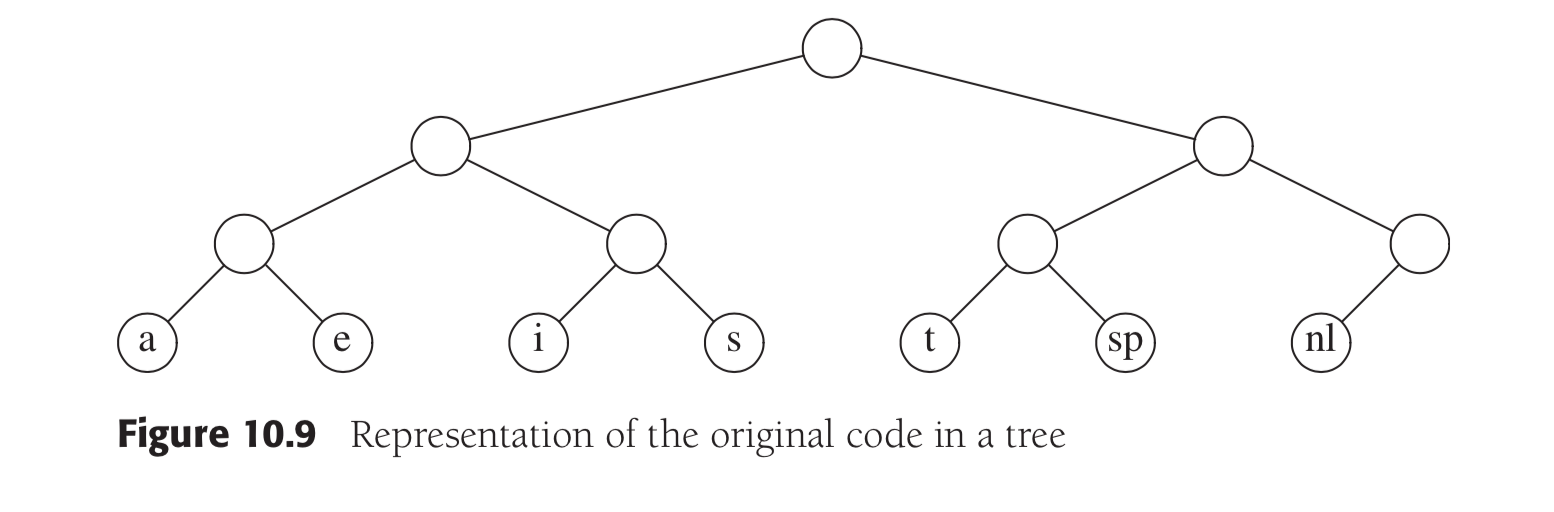 a e i s t sp nl
Figure 10.9 Representation of the original code in a tree